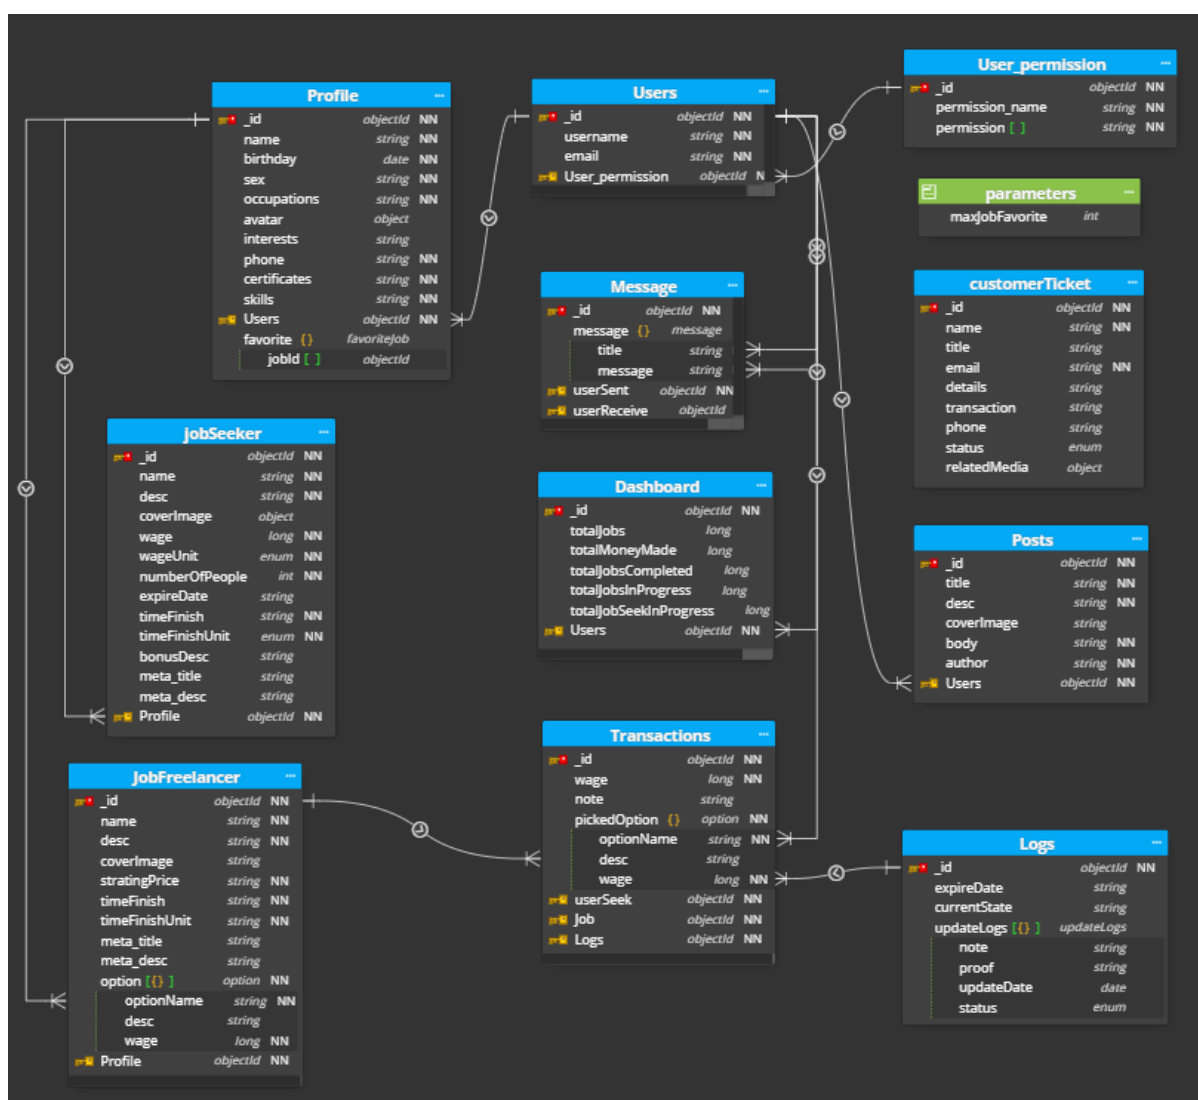 Profile ...
_id objectId NN
name string NN
birthday date NN
sex string NN
occupations string NN
avatar object
interests string
phone string NN
certificates string NN
skills string NN
Users objectId NN
favorite {} favoriteJob
jobId [ ] objectId
Users ...
_id objectId NN
username string NN
email string NN
User_permission objectId N
User_permission ...
_id objectId NN
permission_name string NN
permission [ ] string NN
parameters
maxJobFavorite int
Message ...
_id objectId NN
message {} message
title string
message string
userSent objectId NN
userReceive objectId
customerTicket ...
_id objectId NN
name string NN
title string
email string NN
details string
transaction string
phone string
status enum
relatedMedia object
jobSeeker ...
_id objectId NN
name string NN
desc string NN
coverImage object
wage long NN
wageUnit enum NN
numberOfPeople int NN
expireDate string
timeFinish string NN
timeFinishUnit enum NN
bonusDesc string
meta_title string
meta_desc string
Profile objectId NN
Dashboard ...
_id objectId NN
totalJobs long
totalMoneyMade long
totalJobsCompleted long
totalJobsInProgress long
totalJobSeekInProgress long
Users objectId NN
Posts ...
_id objectId NN
title string NN
desc string NN
coverImage string
body string NN
author string NN
Users objectId NN
JobFreelancer ...
_id objectId NN
name string NN
desc string NN
coverImage string
stratingPrice string NN
timeFinish string NN
timeFinishUnit string NN
meta_title string
meta_desc string
option [{} ] option NN
optionName string NN
desc string
wage long NN
Profile objectId NN
Transactions ...
_id objectId NN
wage long NN
note string
pickedOption {} option NN
optionName string NN
desc string
wage long NN
userSeek objectId NN
Job objectId NN
Logs objectId NN
Logs ...
_id objectId NN
expireDate string
currentState string
updateLogs [{} ] updateLogs
note string
proof string
updateDate date
status enum